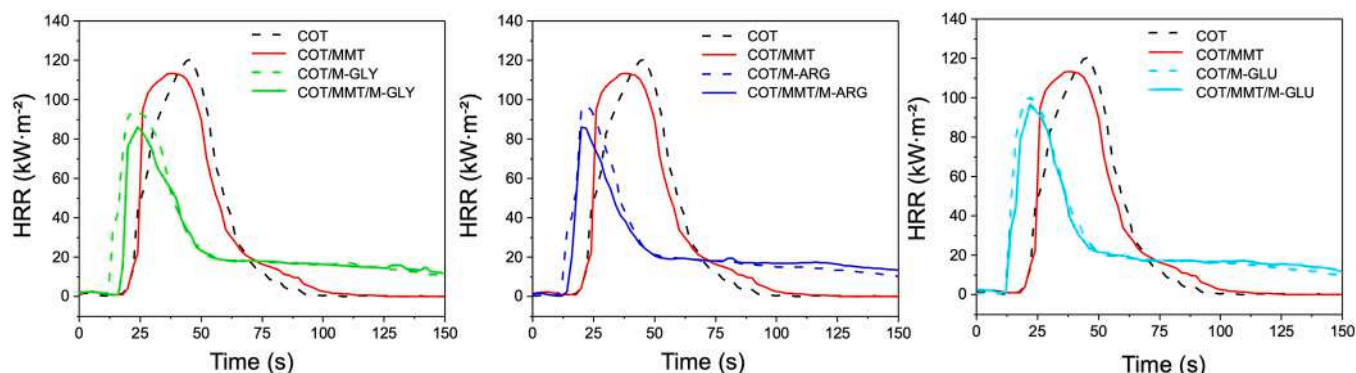 140
120
100
80
60
40
20
0
HRR (kW·m⁻²)
COT
COT/MMT
COT/M-GLY
COT/MMT/M-GLY
0 25 50 75 100 125 150
Time (s)
140
120
100
80
60
40
20
0
HRR (kW·m⁻²)
COT
COT/MMT
COT/M-ARG
COT/MMT/M-ARG
0 25 50 75 100 125 150
Time (s)
140
120
100
80
60
40
20
0
HRR (kW·m⁻²)
COT
COT/MMT
COT/M-GLU
COT/MMT/M-GLU
0 25 50 75 100 125 150
Time (s)